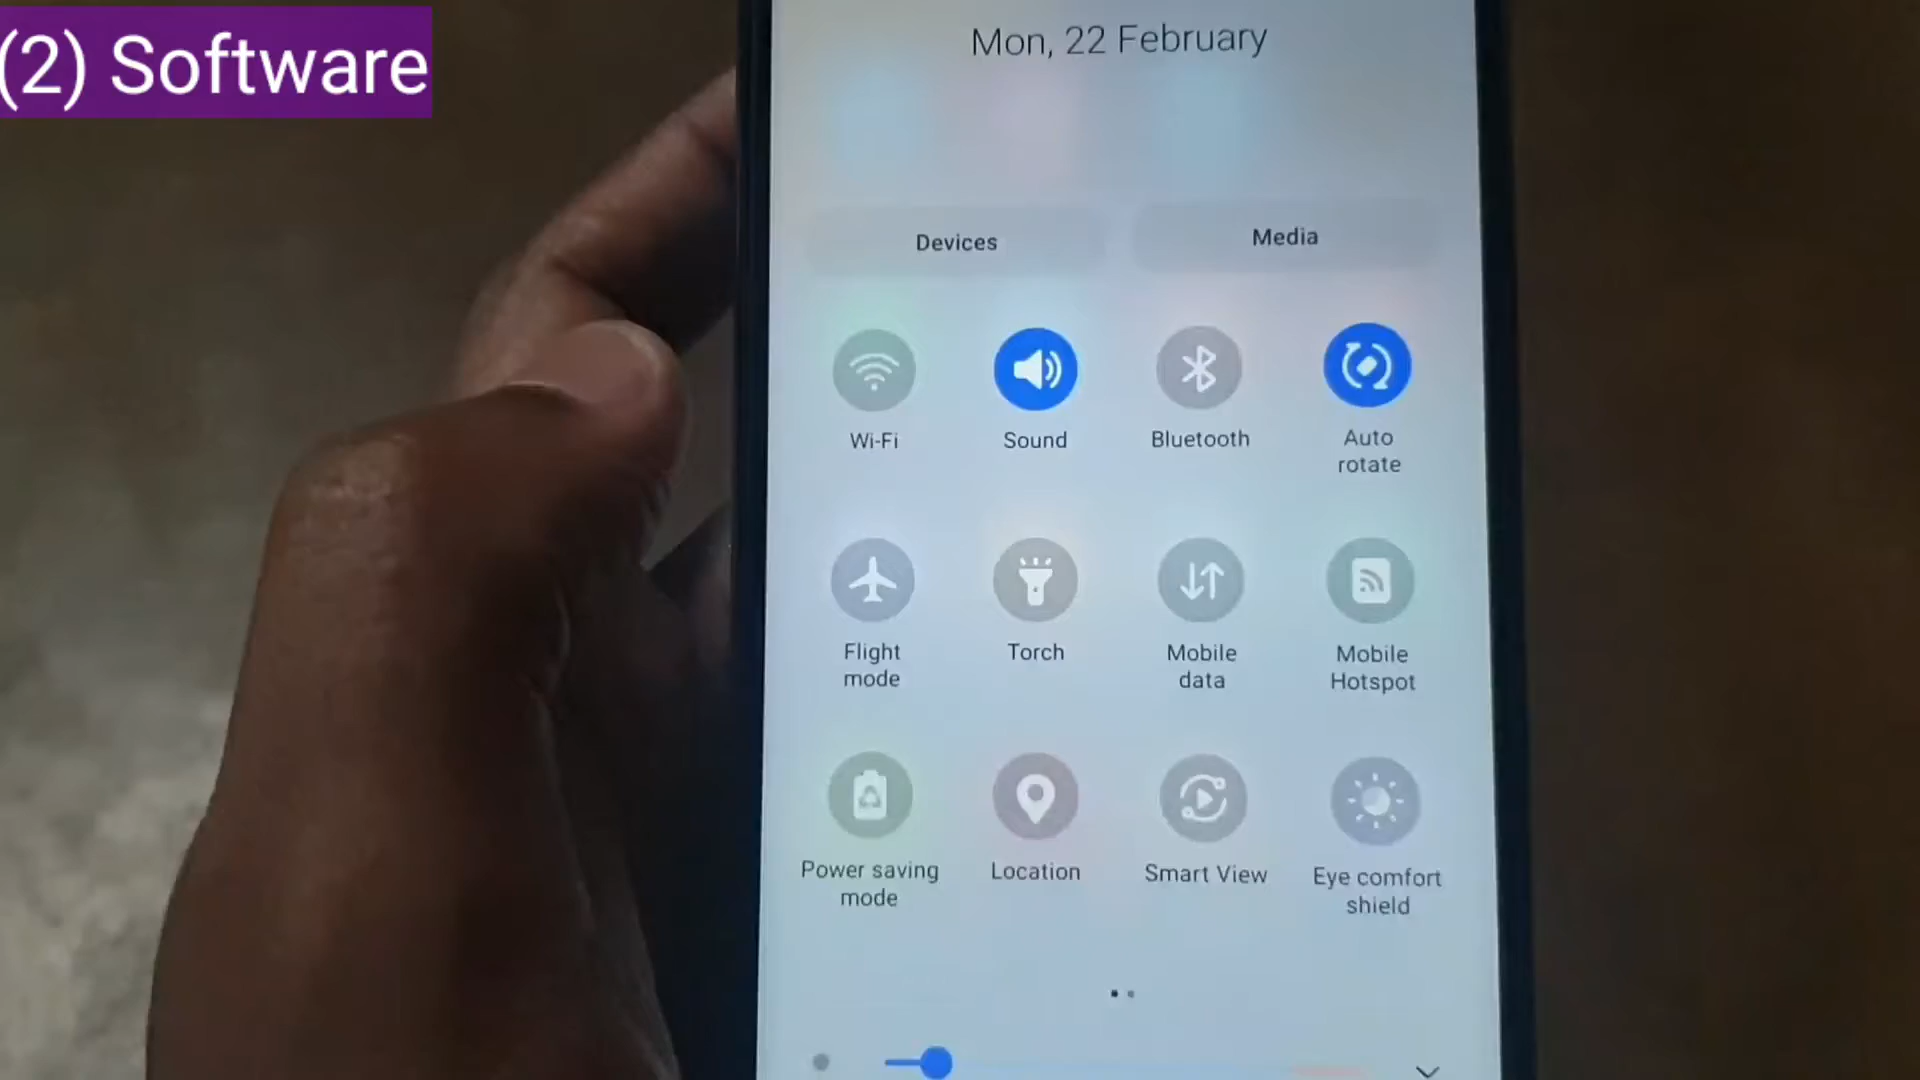 (2) Software
Mon, 22 February
Devices
Media
Wi-Fi
Sound
Bluetooth
Auto
rotate
Flight
mode
Torch
Mobile
data
Mobile
Hotspot
Power saving
mode
Location
Smart View
Eye comfort
shield